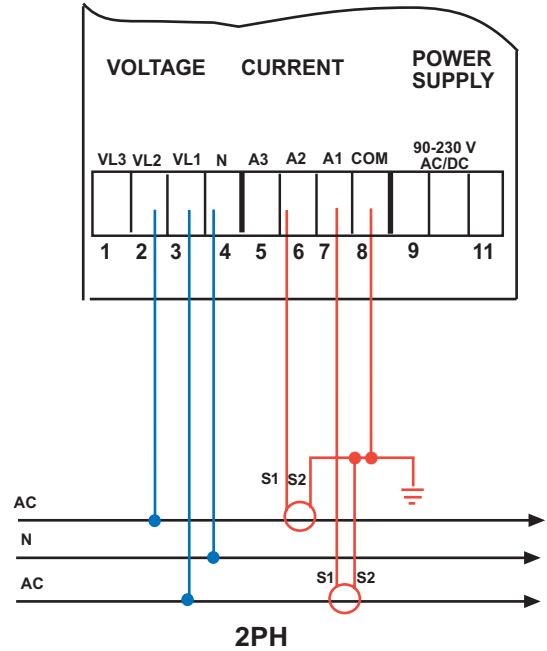 VOLTAGE CURRENT POWER
SUPPLY
VL3 VL2 VL1 N A3 A2 A1 COM 90-230 V
AC/DC
1 2 3 4 5 6 7 8 9 11
S1 S2
AC
N
AC S1 S2
2PH